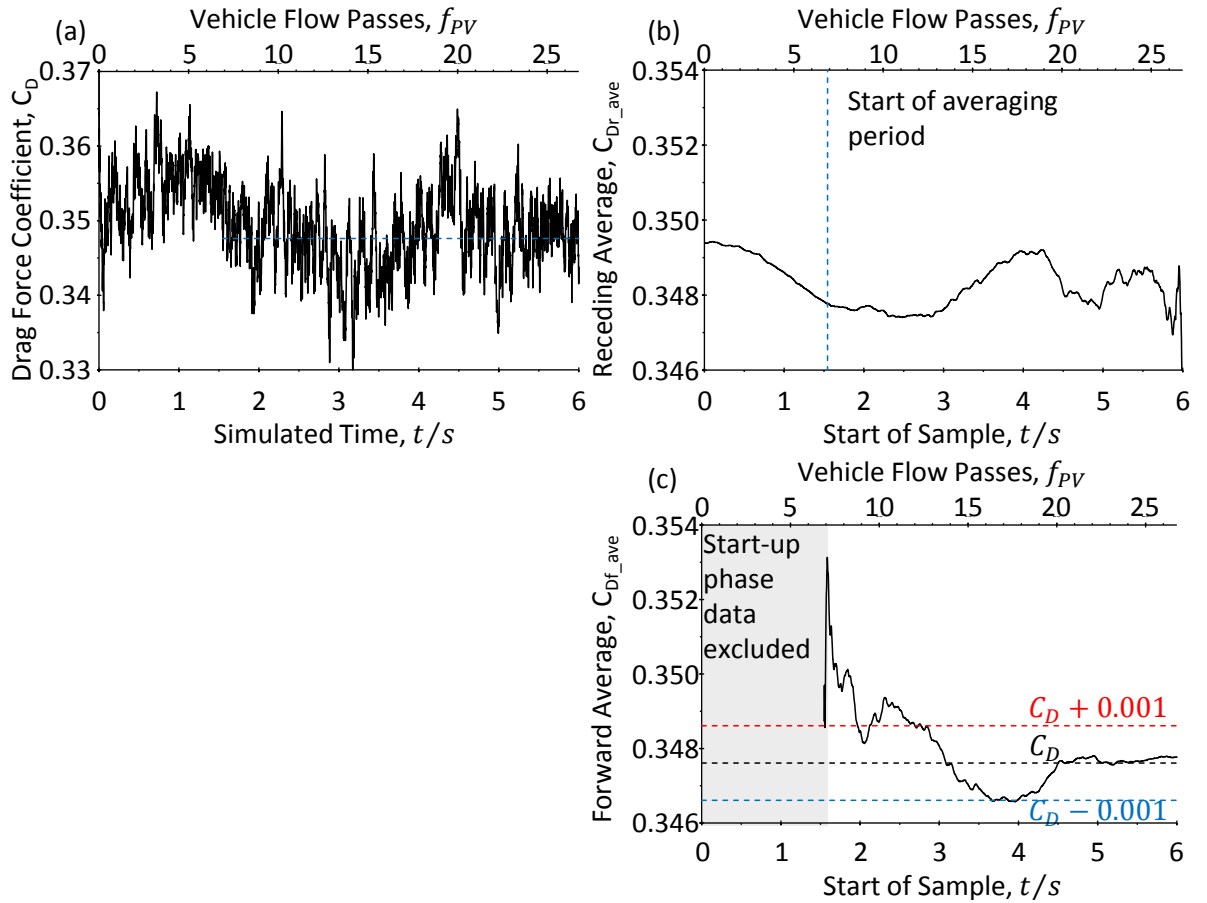 (a)
Vehicle Flow Passes, f_PV
0 5 10 15 20 25
Drag Force Coefficient, C_D
0.37
0.36
0.35
0.34
0.33
0 1 2 3 4 5 6
Simulated Time, t/s
(b)
Vehicle Flow Passes, f_PV
0 5 10 15 20 25
Receding Average, C_Dr_ave
0.354
0.352
0.350
0.348
0.346
Start of averaging
period
0 1 2 3 4 5 6
Start of Sample, t/s
(c)
Vehicle Flow Passes, f_PV
0 5 10 15 20 25
Forward Average, C_Df_ave
0.354
0.352
0.350
0.348
0.346
Start-up
phase
data
excluded
C_D + 0.001
C_D
C_D − 0.001
0 1 2 3 4 5 6
Start of Sample, t/s